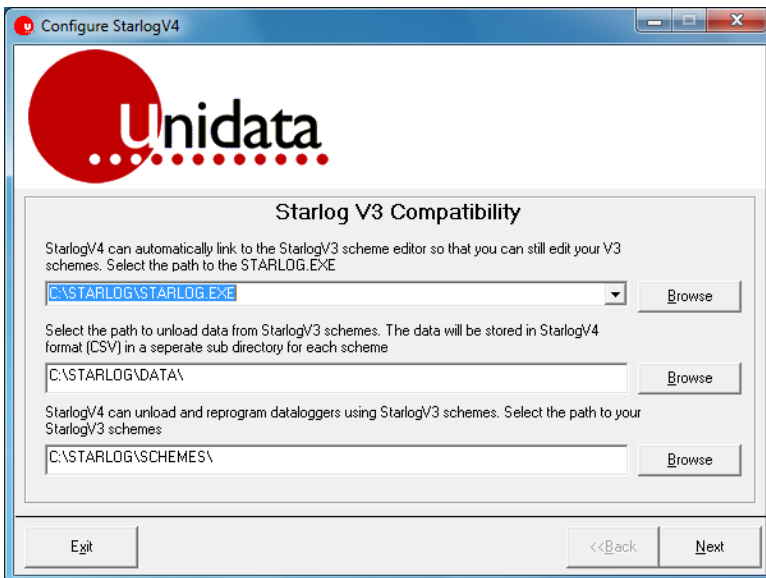 Configure StarlogV4
Unidata
Starlog V3 Compatibility
StarlogV4 can automatically link to the StarlogV3 scheme editor so that you can still edit your V3
schemes. Select the path to the STARLOG.EXE
C:\STARLOG\STARLOG.EXE
Browse
Select the path to unload data from StarlogV3 schemes. The data will be stored in StarlogV4
format (CSV) in a seperate sub directory for each scheme
C:\STARLOG\DATA\
Browse
StarlogV4 can unload and reprogram dataloggers using StarlogV3 schemes. Select the path to your
StarlogV3 schemes
C:\STARLOG\SCHEMES\
Browse
Exit
<<Back
Next